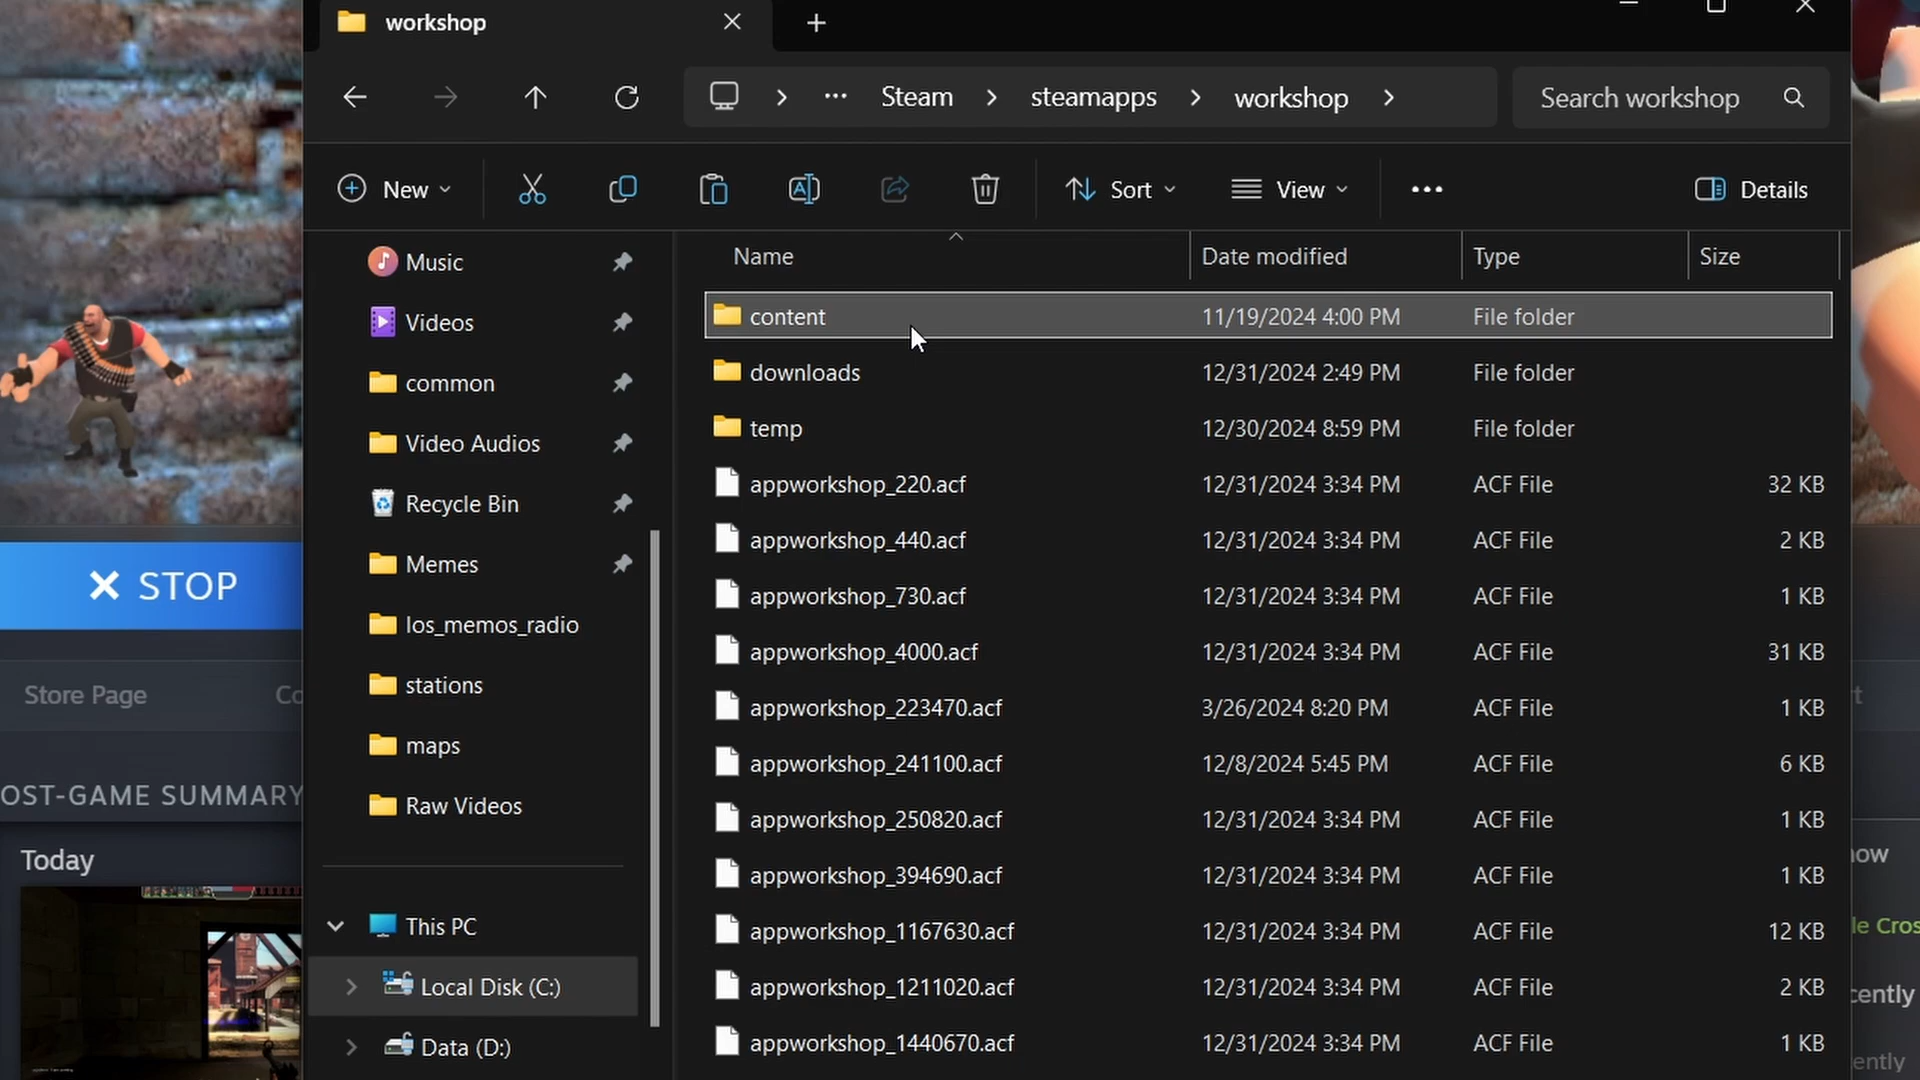 workshop
Steam steamapps workshop Search workshop
New Sort View Details
Name Date modified Type Size
Music
Videos
common
Video Audios
Recycle Bin
Memes
los_memos_radio
stations
maps
Raw Videos
This PC
Local Disk (C:)
Data (D:)
content 11/19/2024 4:00 PM File folder
downloads 12/31/2024 2:49 PM File folder
temp 12/30/2024 8:59 PM File folder
appworkshop_220.acf 12/31/2024 3:34 PM ACF File 32 KB
appworkshop_440.acf 12/31/2024 3:34 PM ACF File 2 KB
appworkshop_730.acf 12/31/2024 3:34 PM ACF File 1 KB
appworkshop_4000.acf 12/31/2024 3:34 PM ACF File 31 KB
appworkshop_223470.acf 3/26/2024 8:20 PM ACF File 1 KB
appworkshop_241100.acf 12/8/2024 5:45 PM ACF File 6 KB
appworkshop_250820.acf 12/31/2024 3:34 PM ACF File 1 KB
appworkshop_394690.acf 12/31/2024 3:34 PM ACF File 1 KB
appworkshop_1167630.acf 12/31/2024 3:34 PM ACF File 12 KB
appworkshop_1211020.acf 12/31/2024 3:34 PM ACF File 2 KB
appworkshop_1440670.acf 12/31/2024 3:34 PM ACF File 1 KB
STOP
Store Page Co
OST-GAME SUMMARY
Today
ow
le Cros
cently
ently